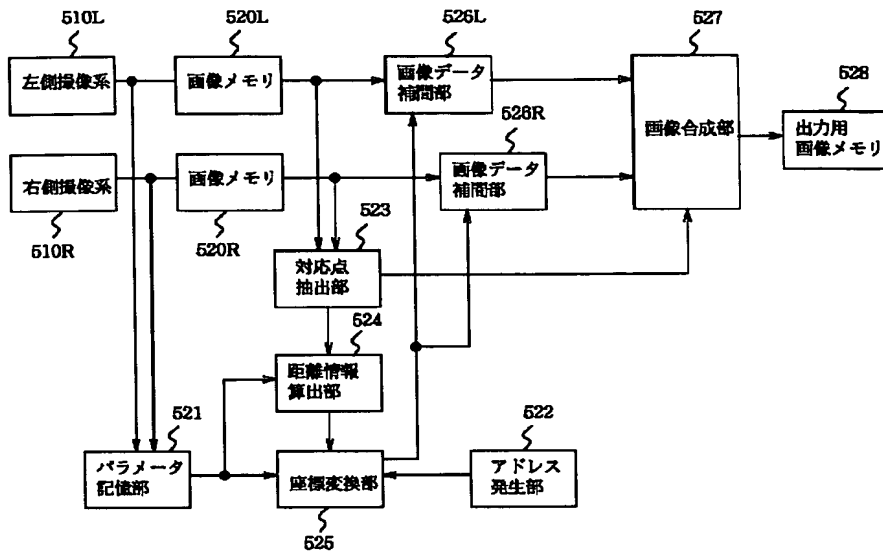 510L
520L
526L
527
左側撮像系
画像メモリ
画像データ
補間部
528
526R
画像合成部
出力用
画像メモリ
右側撮像系
画像メモリ
画像データ
補間部
510R
520R
523
対応点
抽出部
524
距離情報
算出部
521
522
パラメータ
記憶部
座標変換部
アドレス
発生部
525